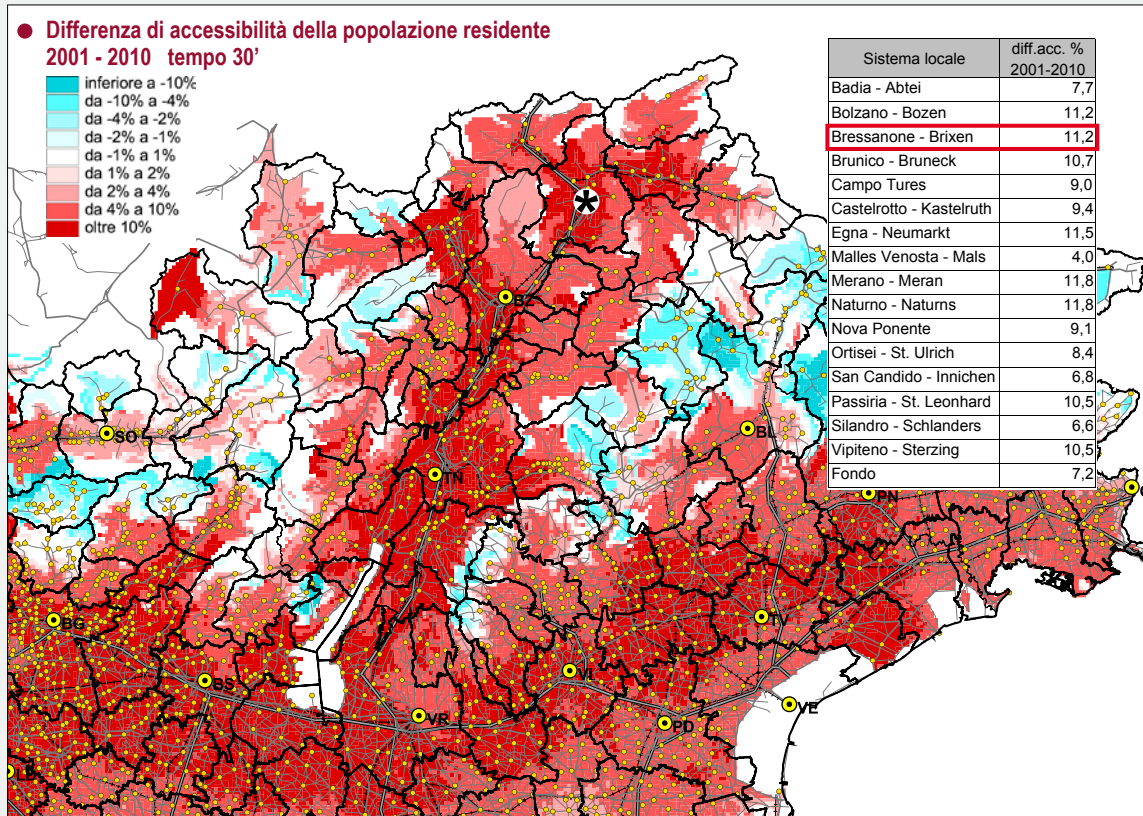 ● Differenza di accessibilità della popolazione residente
2001 - 2010 tempo 30’
inferiore a -10%
da -10% a -4%
da -4% a -2%
da -2% a -1%
da -1% a 1%
da 1% a 2%
da 2% a 4%
da 4% a 10%
oltre 10%
Sistema locale diff.acc. % 2001-2010
Badia - Abtei 7,7
Bolzano - Bozen 11,2
Bressanone - Brixen 11,2
Brunico - Bruneck 10,7
Campo Tures 9,0
Castelrotto - Kastelruth 9,4
Egna - Neumarkt 11,5
Malles Venosta - Mals 4,0
Merano - Meran 11,8
Naturno - Naturns 11,8
Nova Ponente 9,1
Ortisei - St. Ulrich 8,4
San Candido - Innichen 6,8
Passiria - St. Leonhard 10,5
Silandro - Schlanders 6,6
Vipiteno - Sterzing 10,5
Fondo 7,2
*
BZ
SO
BL
TN
PN
BG
BS
VI
VR
PD
VE